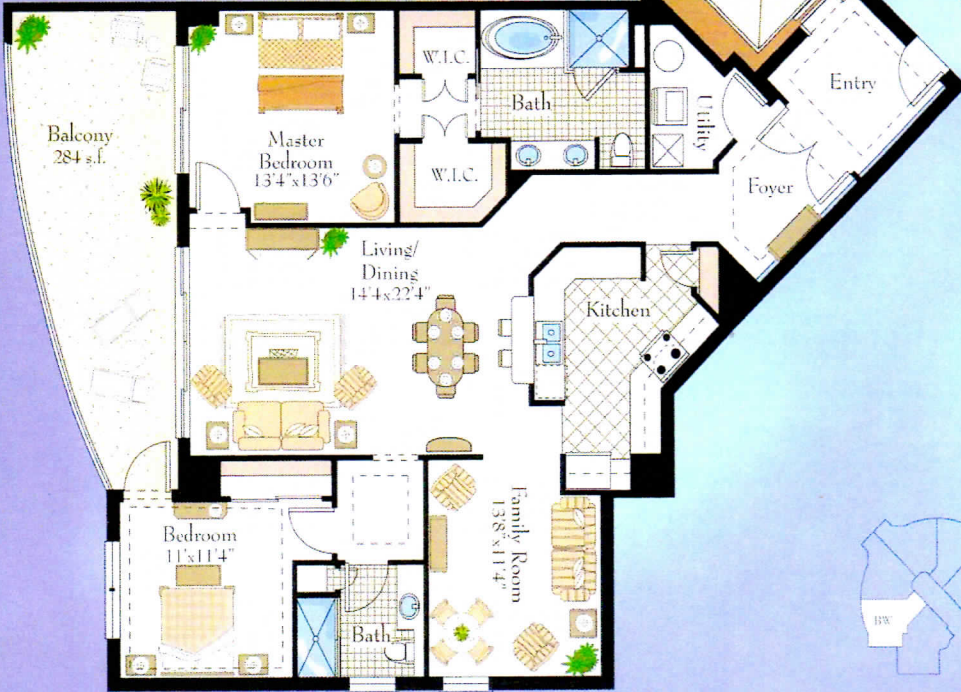 Balcony
284 s.f.
Master
Bedroom
13'4"x13'6"
W.I.C.
W.I.C.
Bath
Utility
Entry
Foyer
Living/
Dining
14'4x22'4"
Kitchen
Bedroom
11'x11'4"
Bath
Family Room
13'8"x11'4"
BW